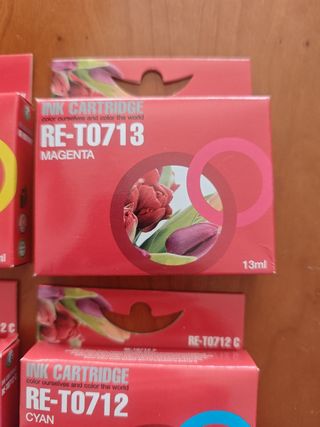 INK CARTRIDGE
color ourselves and color the world
RE-T0713
MAGENTA
13ml
ml
RE-T0712 C
INK CARTRIDGE
color ourselves and color the world
RE-T0712
CYAN